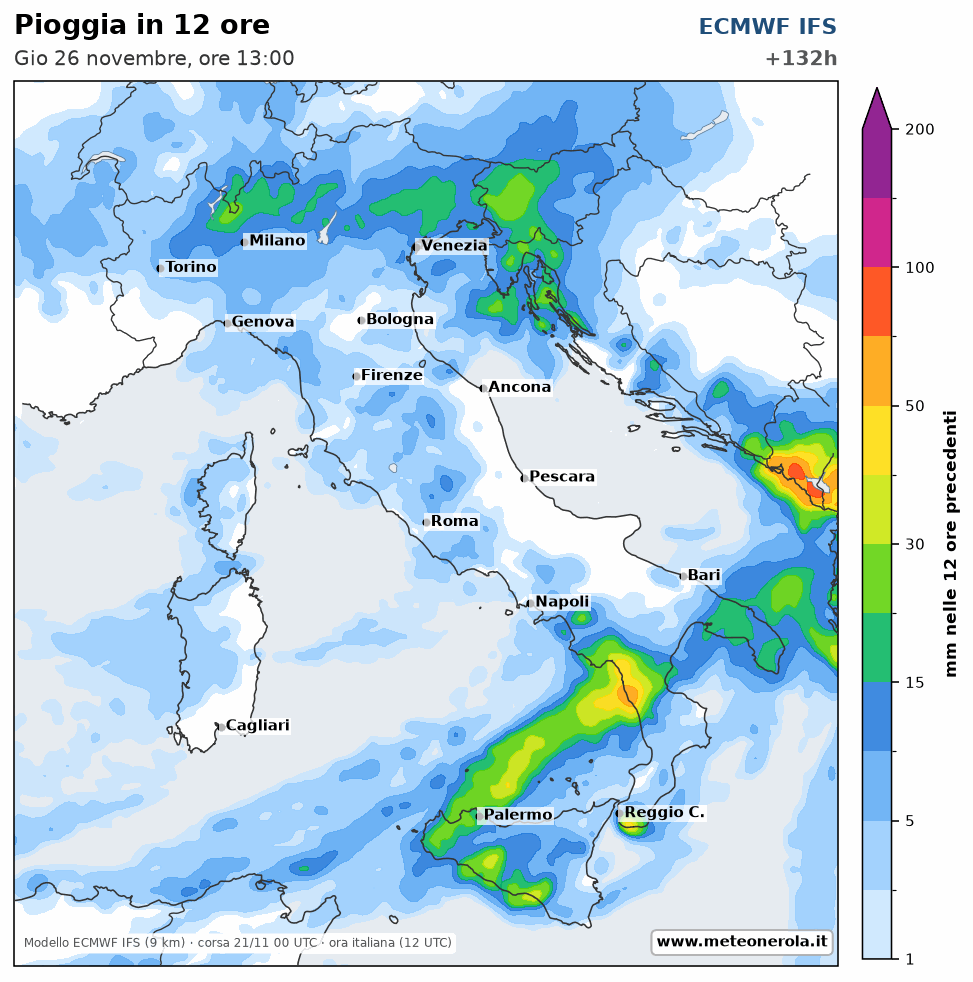 Pioggia in 12 ore
ECMWF IFS
Gio 26 novembre, ore 13:00
+132h
200
100
50
30
15
5
1
mm nelle 12 ore precedenti
Milano
Venezia
Torino
Genova
Bologna
Firenze
Ancona
Pescara
Roma
Bari
Napoli
Cagliari
Palermo
Reggio C.
Modello ECMWF IFS (9 km) · corsa 21/11 00 UTC · ora italiana (12 UTC)
www.meteonerola.it